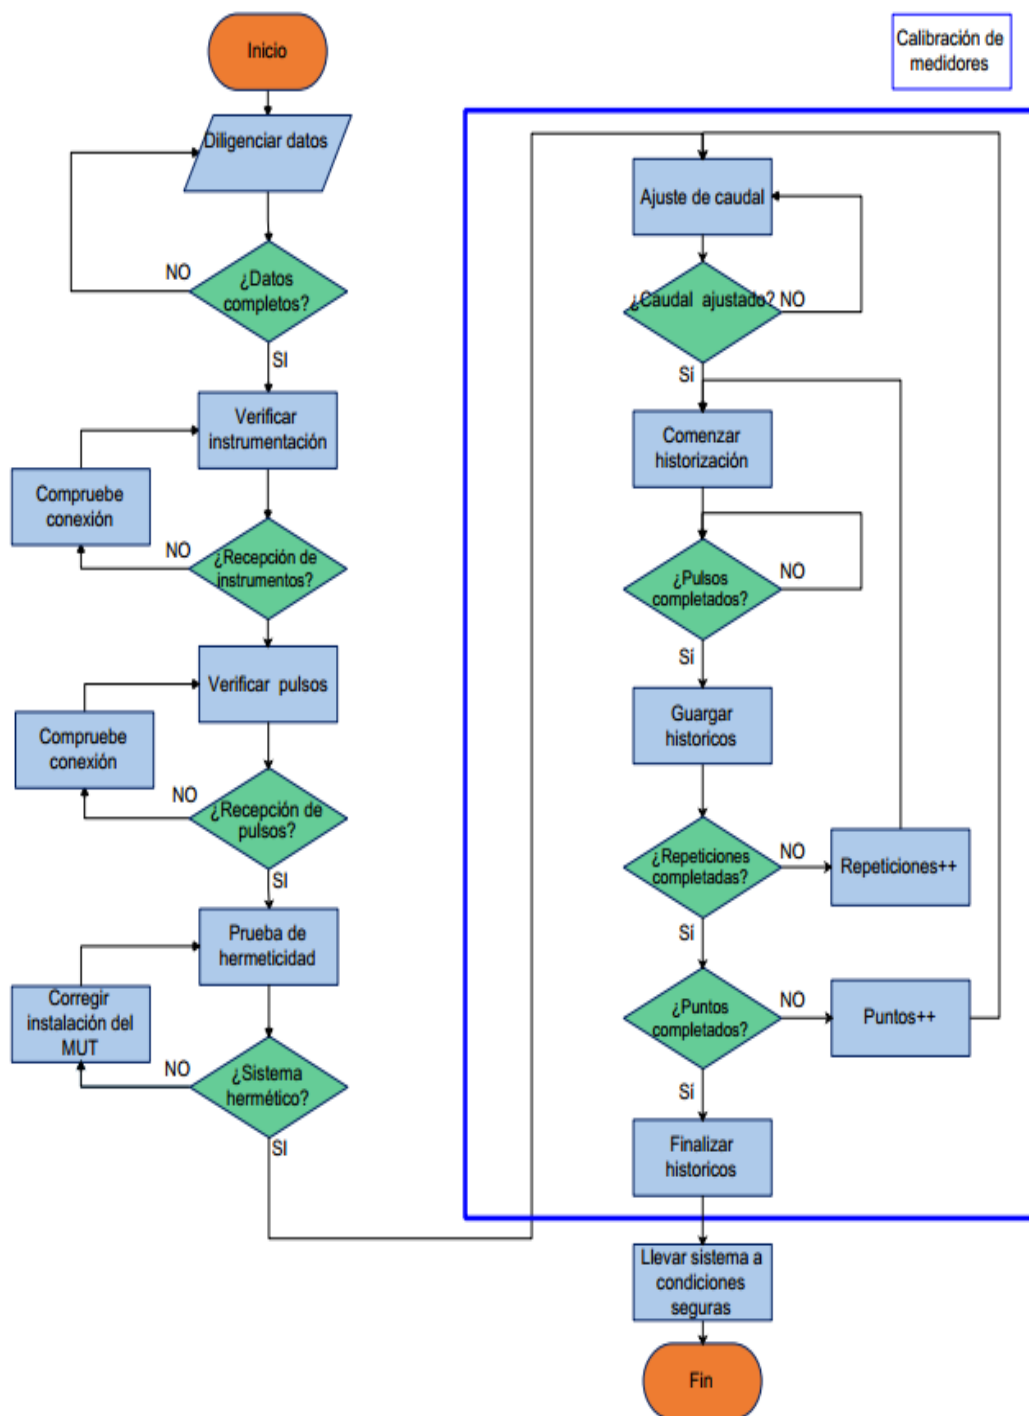 Inicio
Diligenciar datos
¿Datos
completos?
NO
SI
Verificar
instrumentación
Compruebe
conexión
¿Recepción de
instrumentos?
NO
Verificar pulsos
Compruebe
conexión
¿Recepción de
pulsos?
NO
SI
Prueba de
hermeticidad
Corregir
instalación del
MUT
¿Sistema
hermético?
NO
SI
Calibración de
medidores
Ajuste de caudal
¿Caudal ajustado?
NO
Sí
Comenzar
historización
¿Pulsos
completados?
NO
Sí
Guargar
historicos
¿Repeticiones
completadas?
NO
Repeticiones++
Sí
¿Puntos
completados?
NO
Puntos++
Sí
Finalizar
historicos
Llevar sistema a
condiciones
seguras
Fin